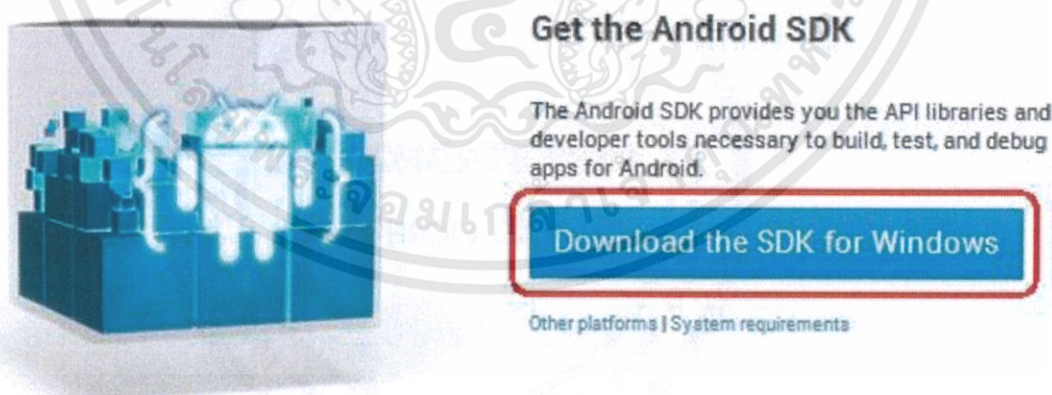 Get the Android SDK
The Android SDK provides you the API libraries and
developer tools necessary to build, test, and debug
apps for Android.
Download the SDK for Windows
Other platforms | System requirements